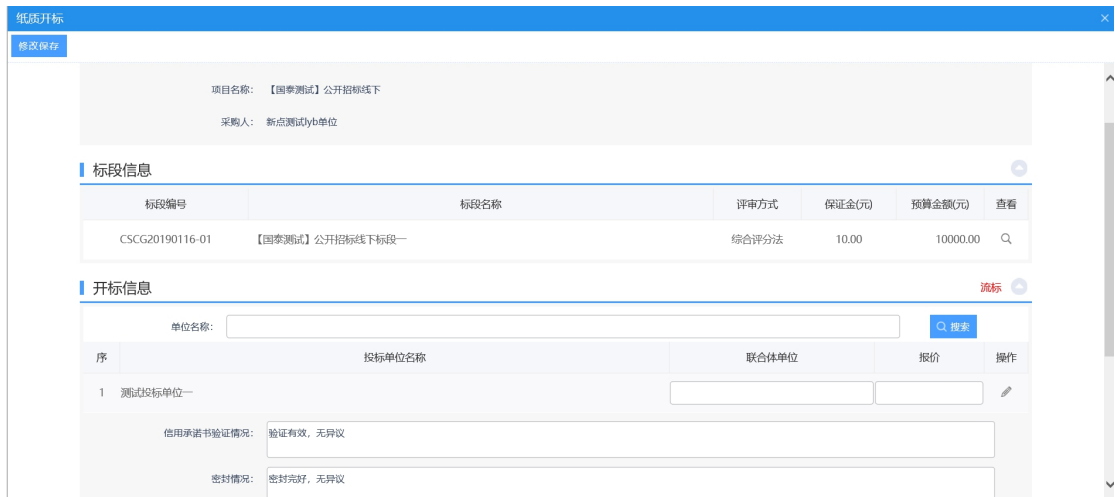 纸质开标
修改保存
项目名称: 【国泰测试】公开招标线下
采购人: 新点测试lyb单位
标段信息
标段编号 标段名称 评审方式 保证金(元) 预算金额(元) 查看
CSCG20190116-01 【国泰测试】公开招标线下标段一 综合评分法 10.00 10000.00
开标信息 流标
单位名称: 搜索
序 投标单位名称 联合体单位 报价 操作
1 测试投标单位一
信用承诺书验证情况: 验证有效，无异议
密封情况: 密封完好，无异议